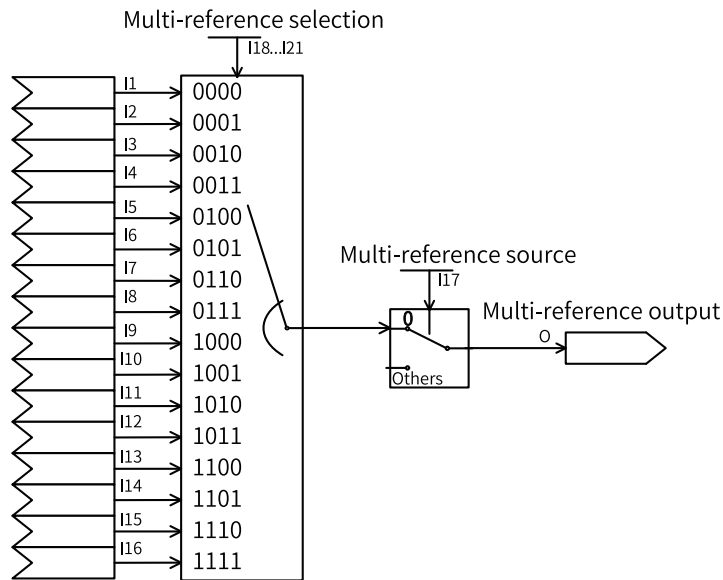 Multi-reference selection
I18...I21
I1 0000
I2 0001
I3 0010
I4 0011
I5 0100
I6 0101
I7 0110
I8 0111
I9 1000
I10 1001
I11 1010
I12 1011
I13 1100
I14 1101
I15 1110
I16 1111
Multi-reference source
I17
0
Others
Multi-reference output
O